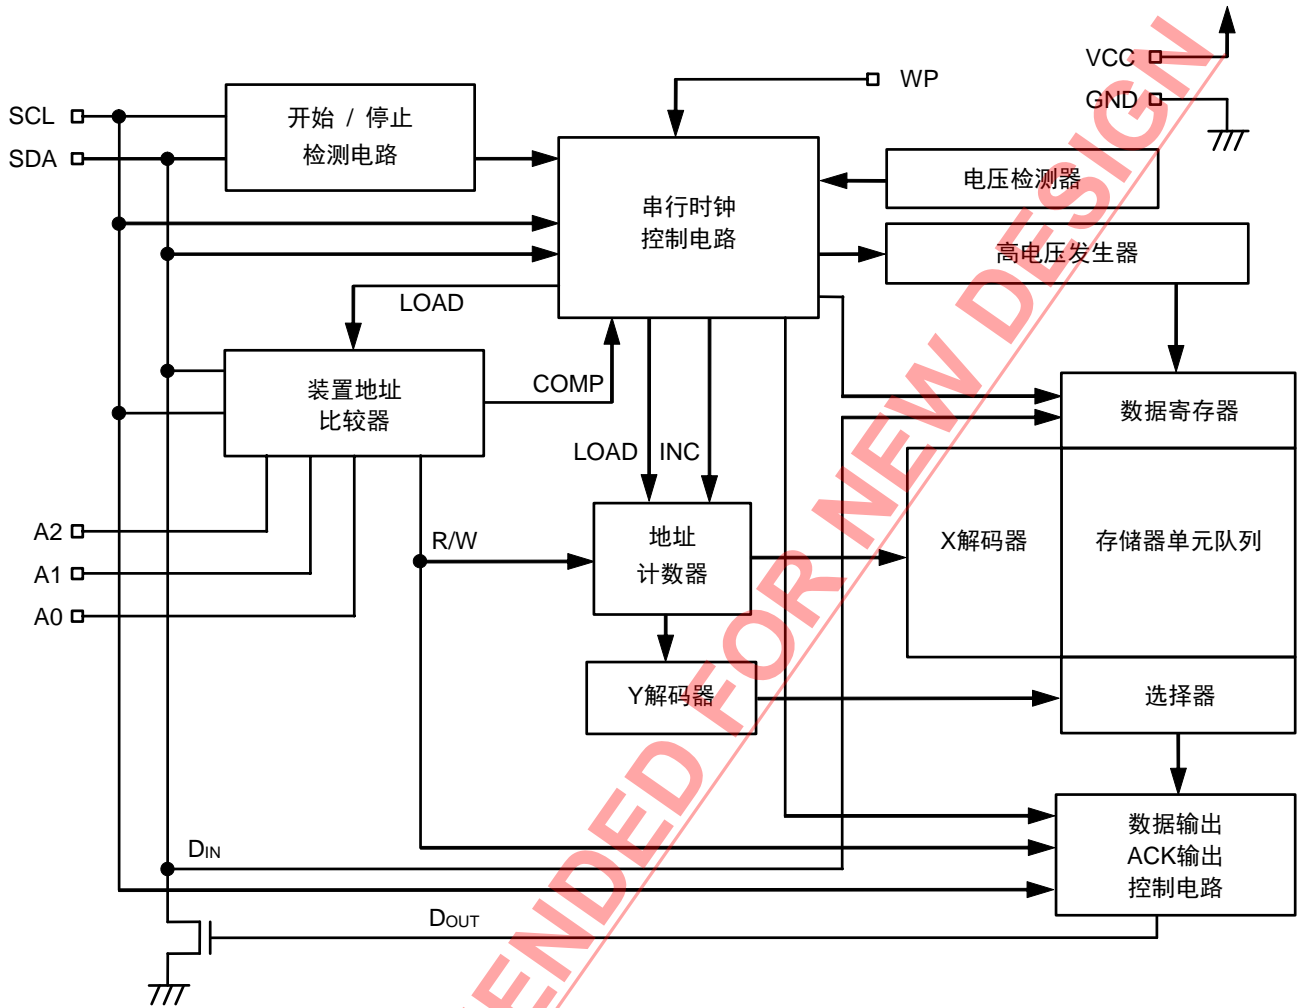 VCC
WP
GND
SCL
开始 / 停止
检测电路
SDA
电压检测器
串行时钟
控制电路
高电压发生器
LOAD
装置地址
比较器
COMP
数据寄存器
LOAD
INC
A2
R/W
地址
计数器
X解码器
存储器单元队列
A1
A0
Y解码器
选择器
数据输出
ACK输出
控制电路
DIN
DOUT
ENDED FOR NEW DESIGN